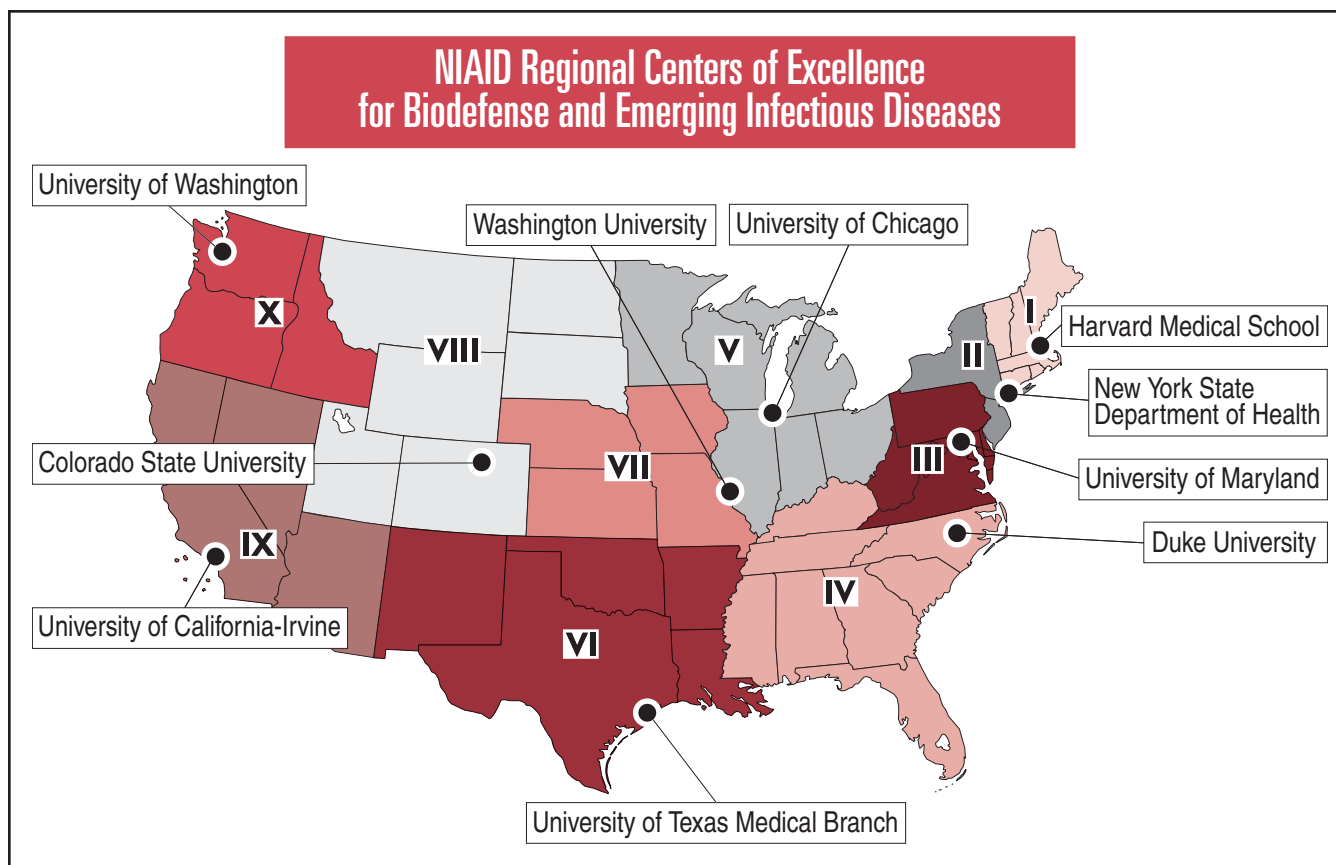 NIAID Regional Centers of Excellence
for Biodefense and Emerging Infectious Diseases
University of Washington
Washington University
University of Chicago
I
Harvard Medical School
X
II
VIII
V
New York State
Department of Health
Colorado State University
VII
III
University of Maryland
IX
Duke University
IV
University of California-Irvine
VI
University of Texas Medical Branch